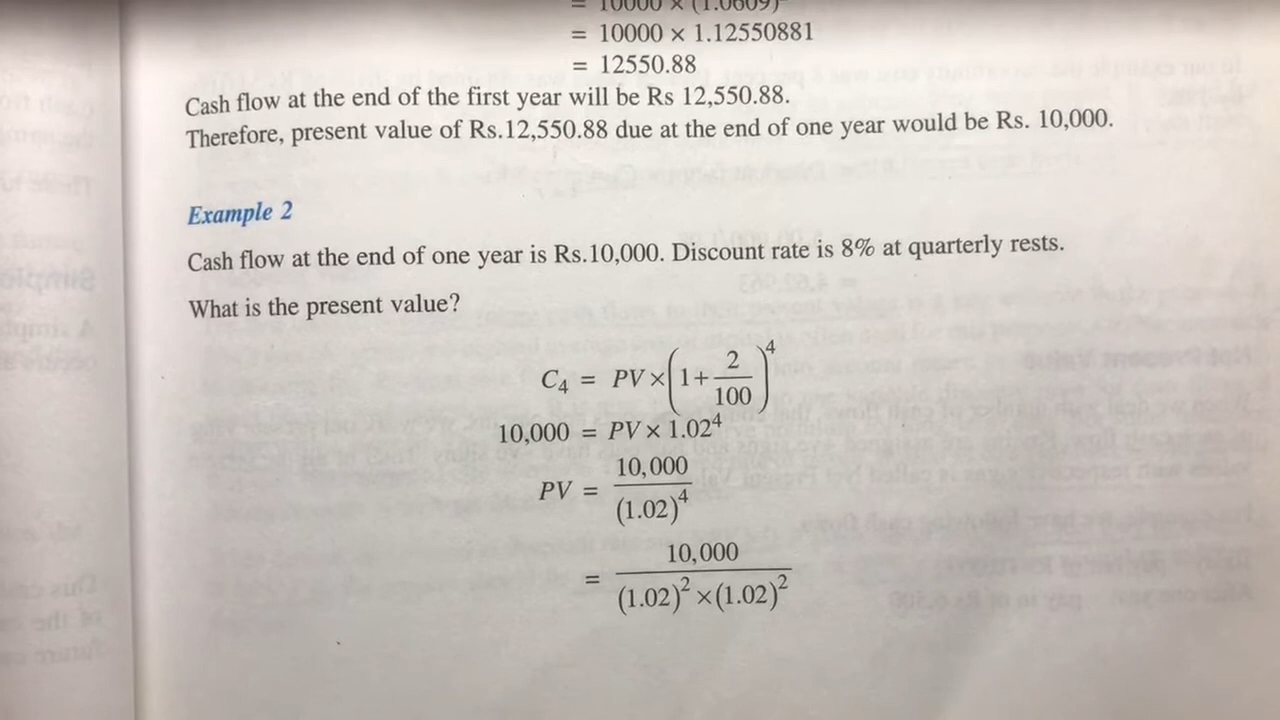 = 10000 × (1.0609)
= 10000 × 1.12550881
= 12550.88
Cash flow at the end of the first year will be Rs 12,550.88.
Therefore, present value of Rs.12,550.88 due at the end of one year would be Rs. 10,000.
Example 2
Cash flow at the end of one year is Rs.10,000. Discount rate is 8% at quarterly rests.
What is the present value?
C₄ = PV × (1 + 2/100)⁴
10,000 = PV × 1.02⁴
PV = 10,000/(1.02)⁴
= 10,000/(1.02)² × (1.02)²